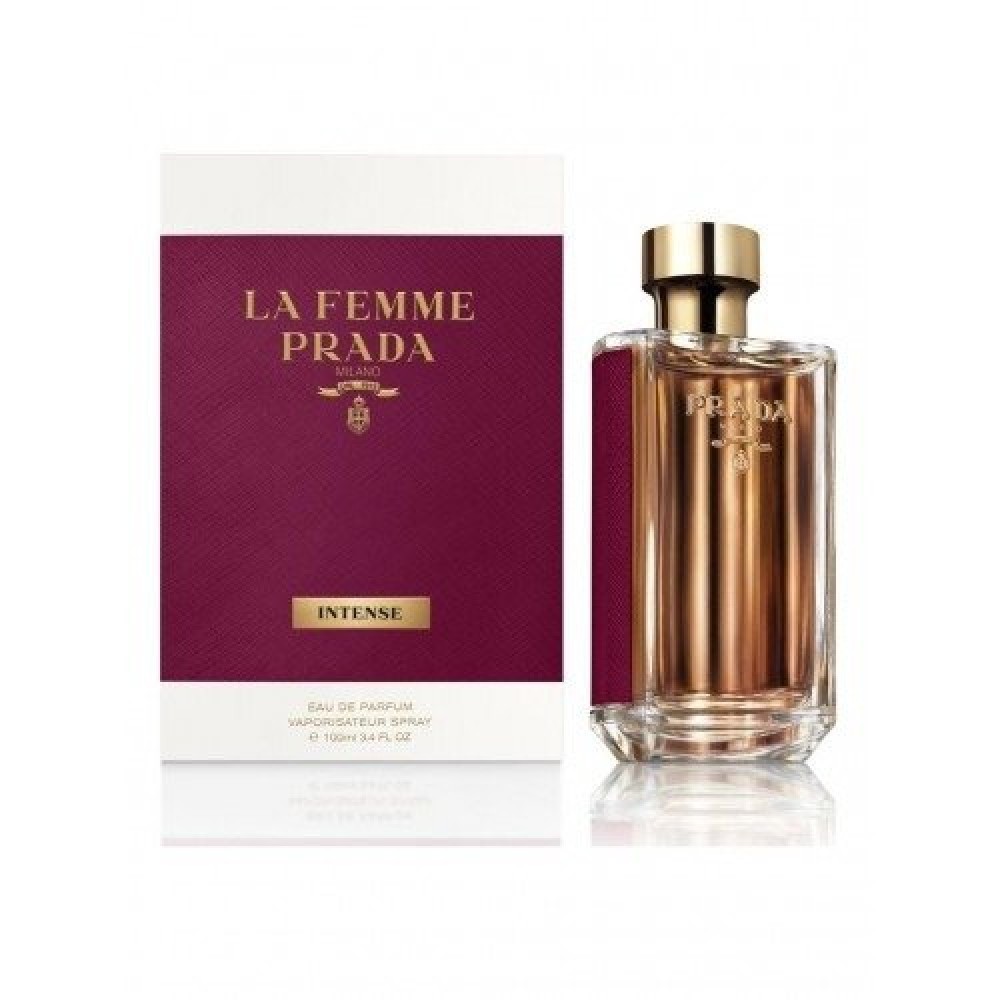 LA FEMME
PRADA
MILANO
INTENSE
EAU DE PARFUM
VAPORISATEUR SPRAY
℮ 100ml 3.4 FL OZ
PRADA